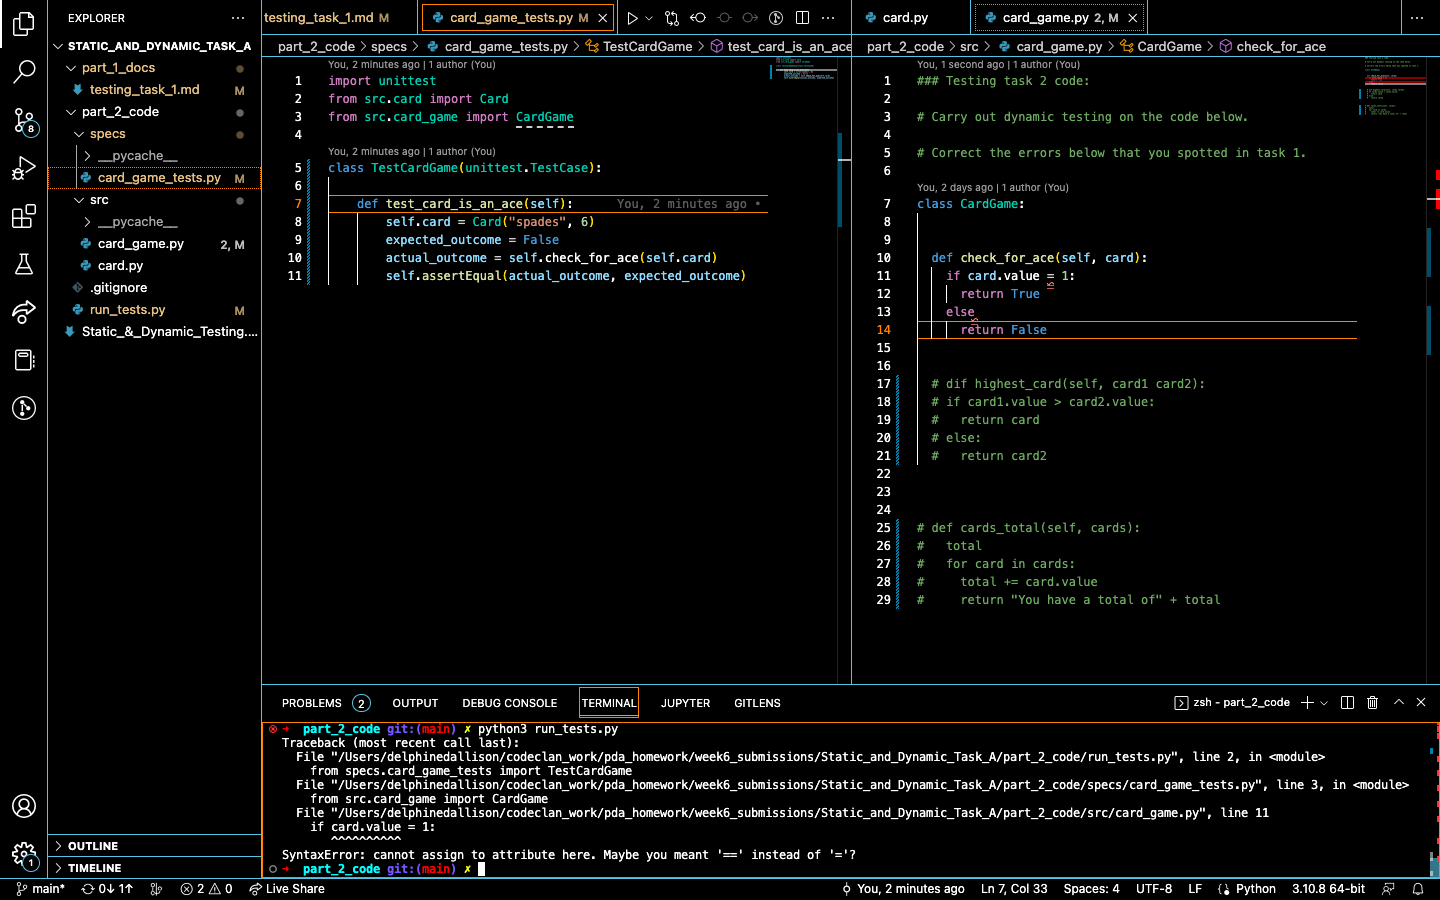 EXPLORER
STATIC_AND_DYNAMIC_TASK_A
part_1_docs
testing_task_1.md M
part_2_code
specs
__pycache__
card_game_tests.py M
src
__pycache__
card_game.py 2, M
card.py
.gitignore
run_tests.py M
Static_&_Dynamic_Testing....
OUTLINE
TIMELINE
testing_task_1.md M
card_game_tests.py M
part_2_code > specs > card_game_tests.py > TestCardGame > test_card_is_an_ace
You, 2 minutes ago | 1 author (You)
1 import unittest
2 from src.card import Card
3 from src.card_game import CardGame
4
You, 2 minutes ago | 1 author (You)
5 class TestCardGame(unittest.TestCase):
6
7 def test_card_is_an_ace(self): You, 2 minutes ago •
8 self.card = Card("spades", 6)
9 expected_outcome = False
10 actual_outcome = self.check_for_ace(self.card)
11 self.assertEqual(actual_outcome, expected_outcome)
card.py
card_game.py 2, M
part_2_code > src > card_game.py > CardGame > check_for_ace
You, 1 second ago | 1 author (You)
1 ### Testing task 2 code:
2
3 # Carry out dynamic testing on the code below.
4
5 # Correct the errors below that you spotted in task 1.
6
You, 2 days ago | 1 author (You)
7 class CardGame:
8
9
10 def check_for_ace(self, card):
11 if card.value = 1:
12 return True
13 else
14 return False
15
16
17 # dif highest_card(self, card1 card2):
18 # if card1.value > card2.value:
19 # return card
20 # else:
21 # return card2
22
23
24
25 # def cards_total(self, cards):
26 # total
27 # for card in cards:
28 # total += card.value
29 # return "You have a total of" + total
PROBLEMS 2 OUTPUT DEBUG CONSOLE TERMINAL JUPYTER GITLENS
zsh - part_2_code
part_2_code git:(main) ✗ python3 run_tests.py
Traceback (most recent call last):
File "/Users/delphinedallison/codeclan_work/pda_homework/week6_submissions/Static_and_Dynamic_Task_A/part_2_code/run_tests.py", line 2, in <module>
from specs.card_game_tests import TestCardGame
File "/Users/delphinedallison/codeclan_work/pda_homework/week6_submissions/Static_and_Dynamic_Task_A/part_2_code/specs/card_game_tests.py", line 3, in <module>
from src.card_game import CardGame
File "/Users/delphinedallison/codeclan_work/pda_homework/week6_submissions/Static_and_Dynamic_Task_A/part_2_code/src/card_game.py", line 11
if card.value = 1:
^^^^^^^^^^
SyntaxError: cannot assign to attribute here. Maybe you meant '==' instead of '='?
part_2_code git:(main) ✗
8
1
main* 0↓ 1↑ 2 0 Live Share
You, 2 minutes ago Ln 7, Col 33 Spaces: 4 UTF-8 LF Python 3.10.8 64-bit